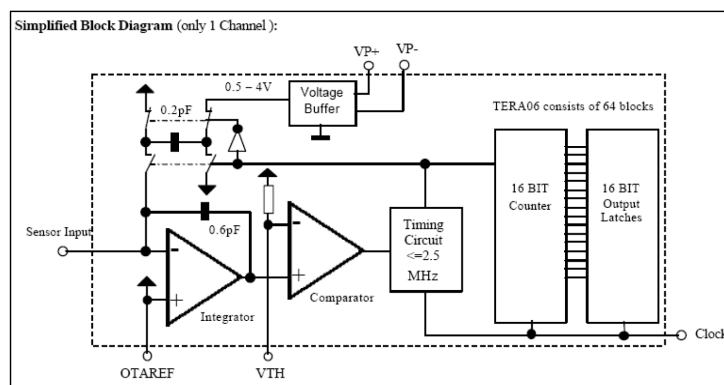 Simplified Block Diagram (only 1 Channel ):
VP+ VP-
0.5 – 4V
Voltage
Buffer
0.2pF
TERA06 consists of 64 blocks
16 BIT
Counter
16 BIT
Output
Latches
Sensor Input
0.6pF
-
+
Integrator
-
+
Comparator
Timing
Circuit
<=2.5
MHz
Clock
OTAREF
VTH